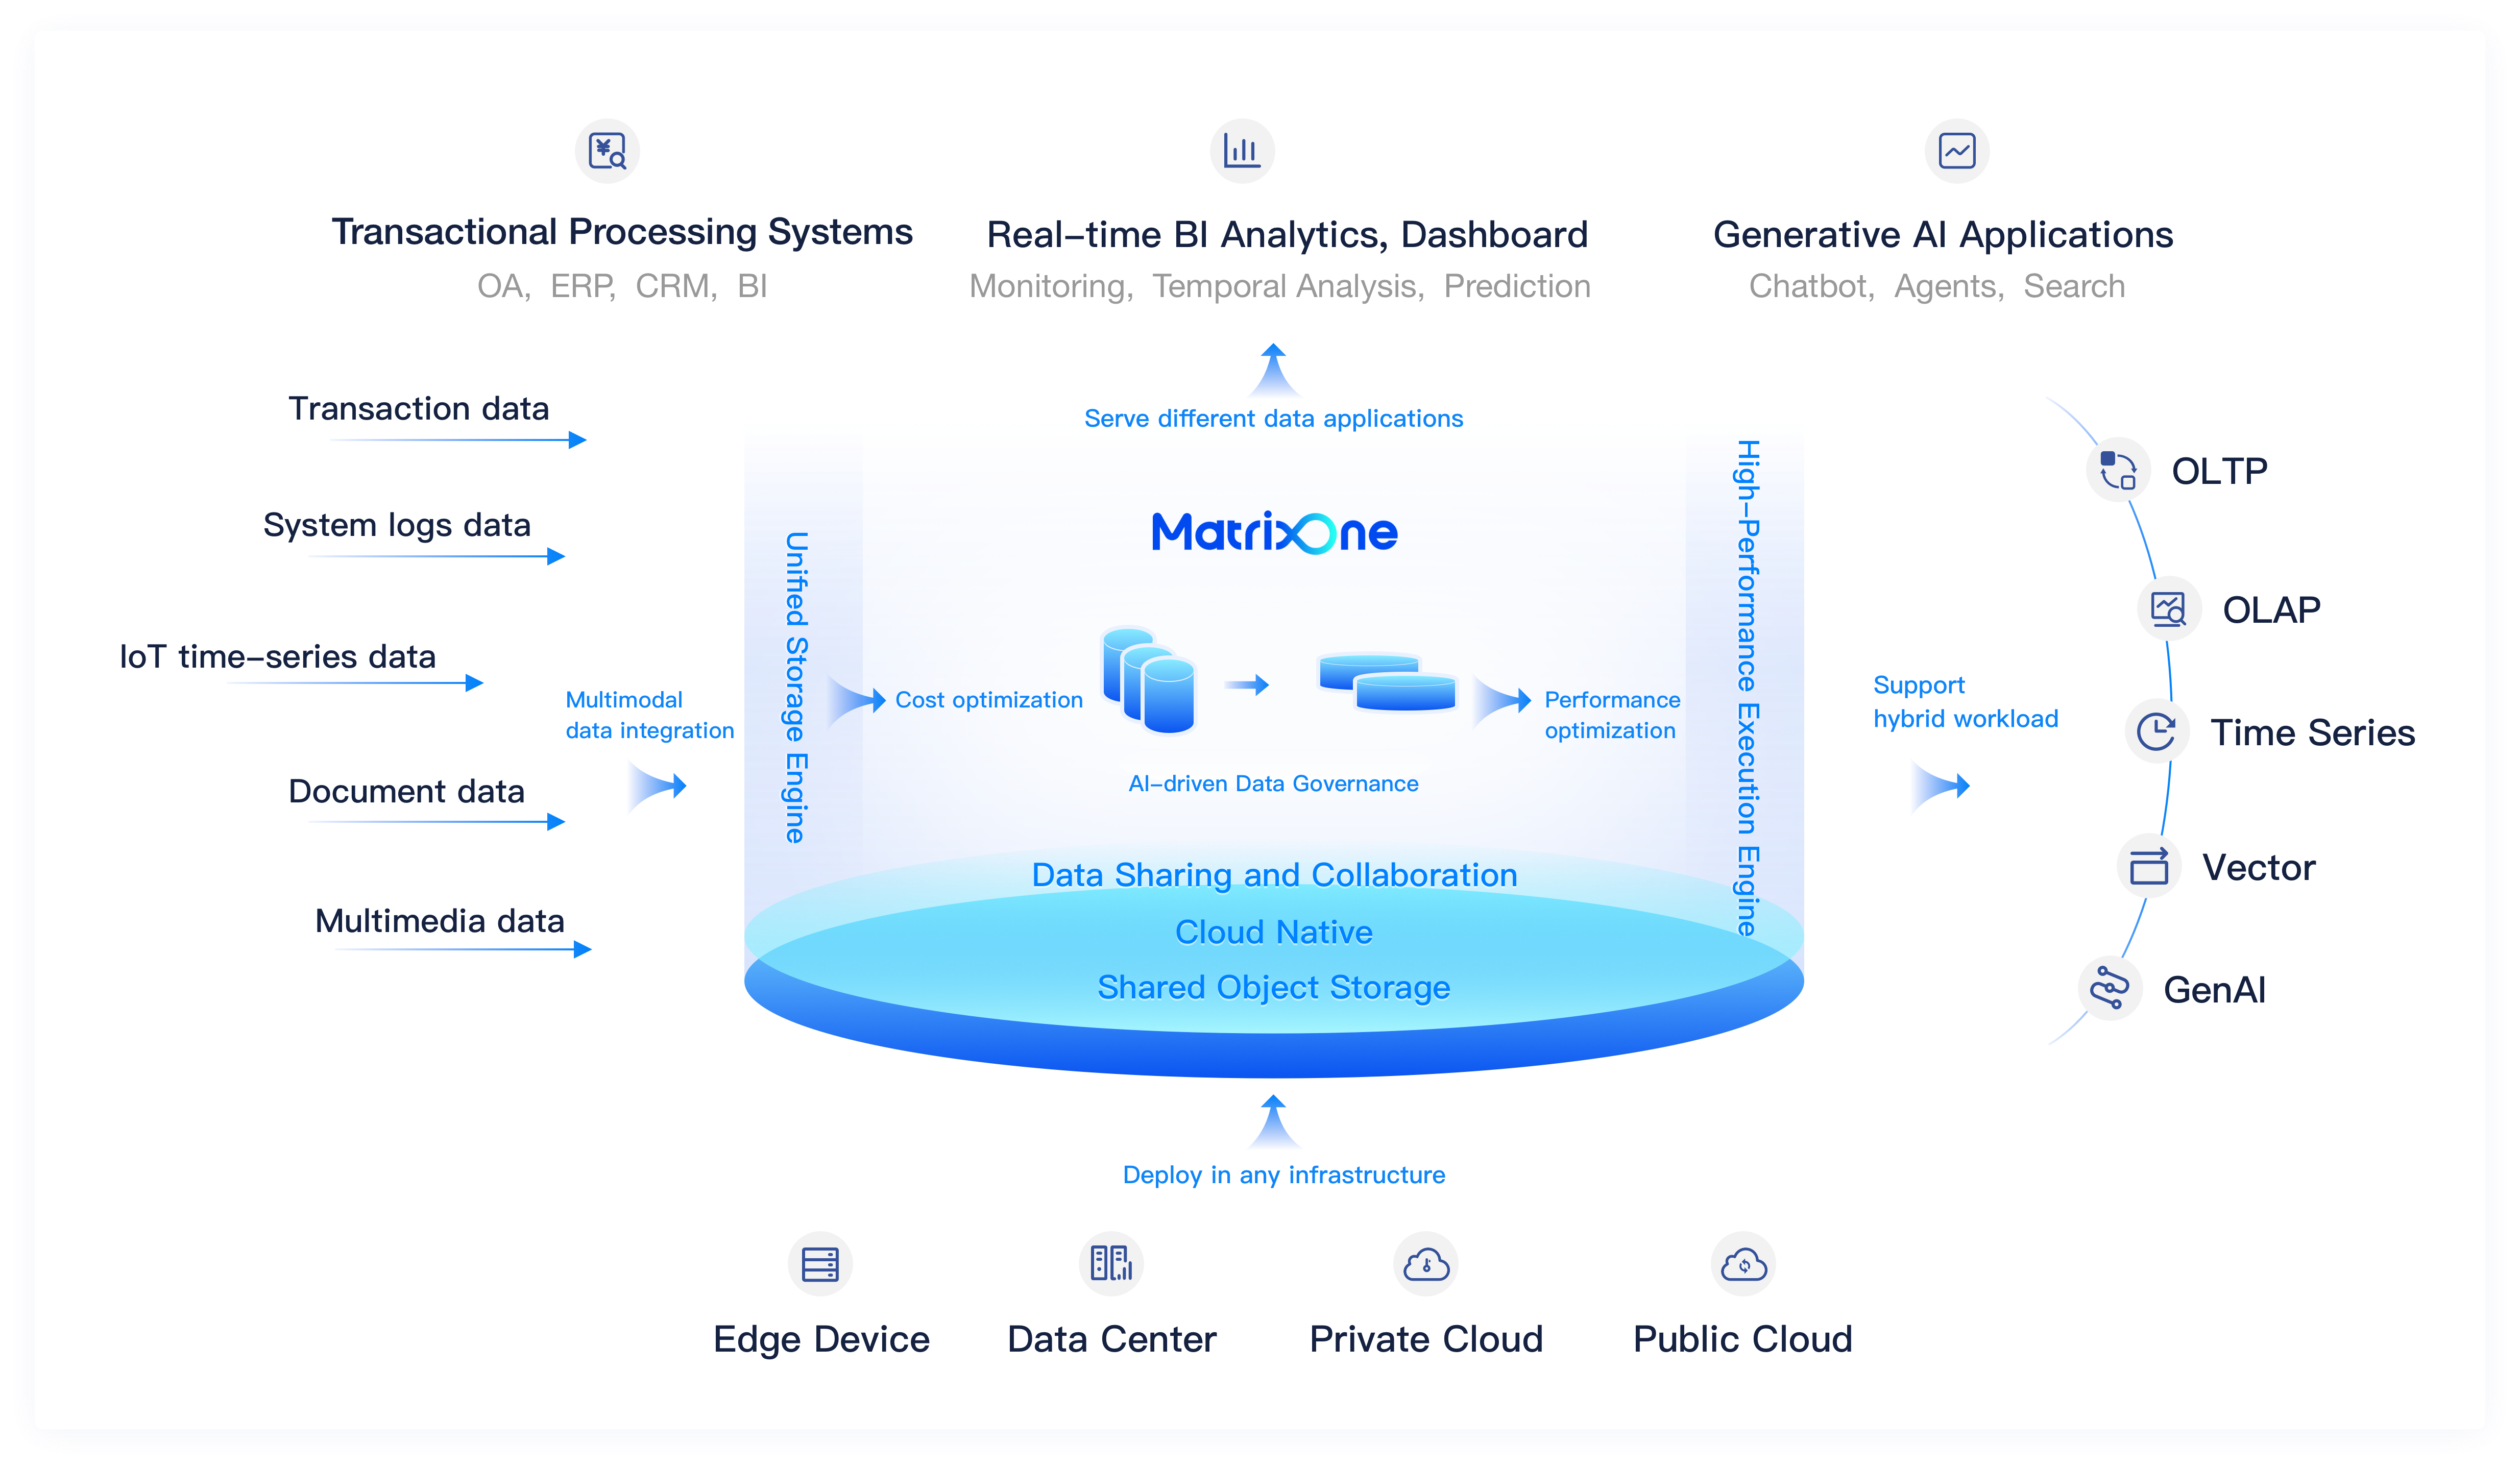 Transactional Processing Systems
OA, ERP, CRM, BI
Real-time BI Analytics, Dashboard
Monitoring, Temporal Analysis, Prediction
Generative AI Applications
Chatbot, Agents, Search
Serve different data applications
Transaction data
System logs data
IoT time-series data
Document data
Multimedia data
Multimodal
data integration
Unified Storage Engine
MatrixOne
Cost optimization
AI-driven Data Governance
Performance
optimization
High-Performance Execution Engine
Data Sharing and Collaboration
Cloud Native
Shared Object Storage
Support
hybrid workload
OLTP
OLAP
Time Series
Vector
GenAI
Deploy in any infrastructure
Edge Device
Data Center
Private Cloud
Public Cloud